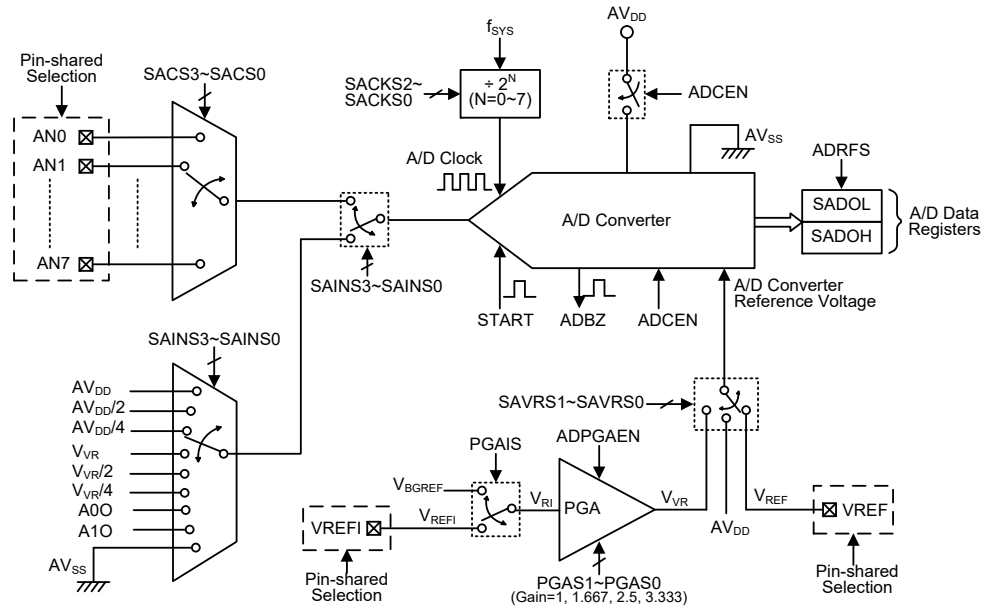 Pin-shared
Selection
SACS3~SACS0
AN0
AN1
AN7
fSYS
SACKS2~
SACKS0
÷ 2^N
(N=0~7)
A/D Clock
AVDD
ADCEN
AVSS
A/D Converter
ADRFS
SADOL
SADOH
A/D Data
Registers
SAINS3~SAINS0
START
ADBZ
ADCEN
A/D Converter
Reference Voltage
SAINS3~SAINS0
AVDD
AVDD/2
AVDD/4
VVR
VVR/2
VVR/4
A0O
A1O
AVSS
SAVRS1~SAVRS0
PGAIS
ADPGAEN
VBGREF
VREFI
VREFI
VRI
PGA
VVR
AVDD
VREF
VREF
Pin-shared
Selection
PGAS1~PGAS0
(Gain=1, 1.667, 2.5, 3.333)
Pin-shared
Selection